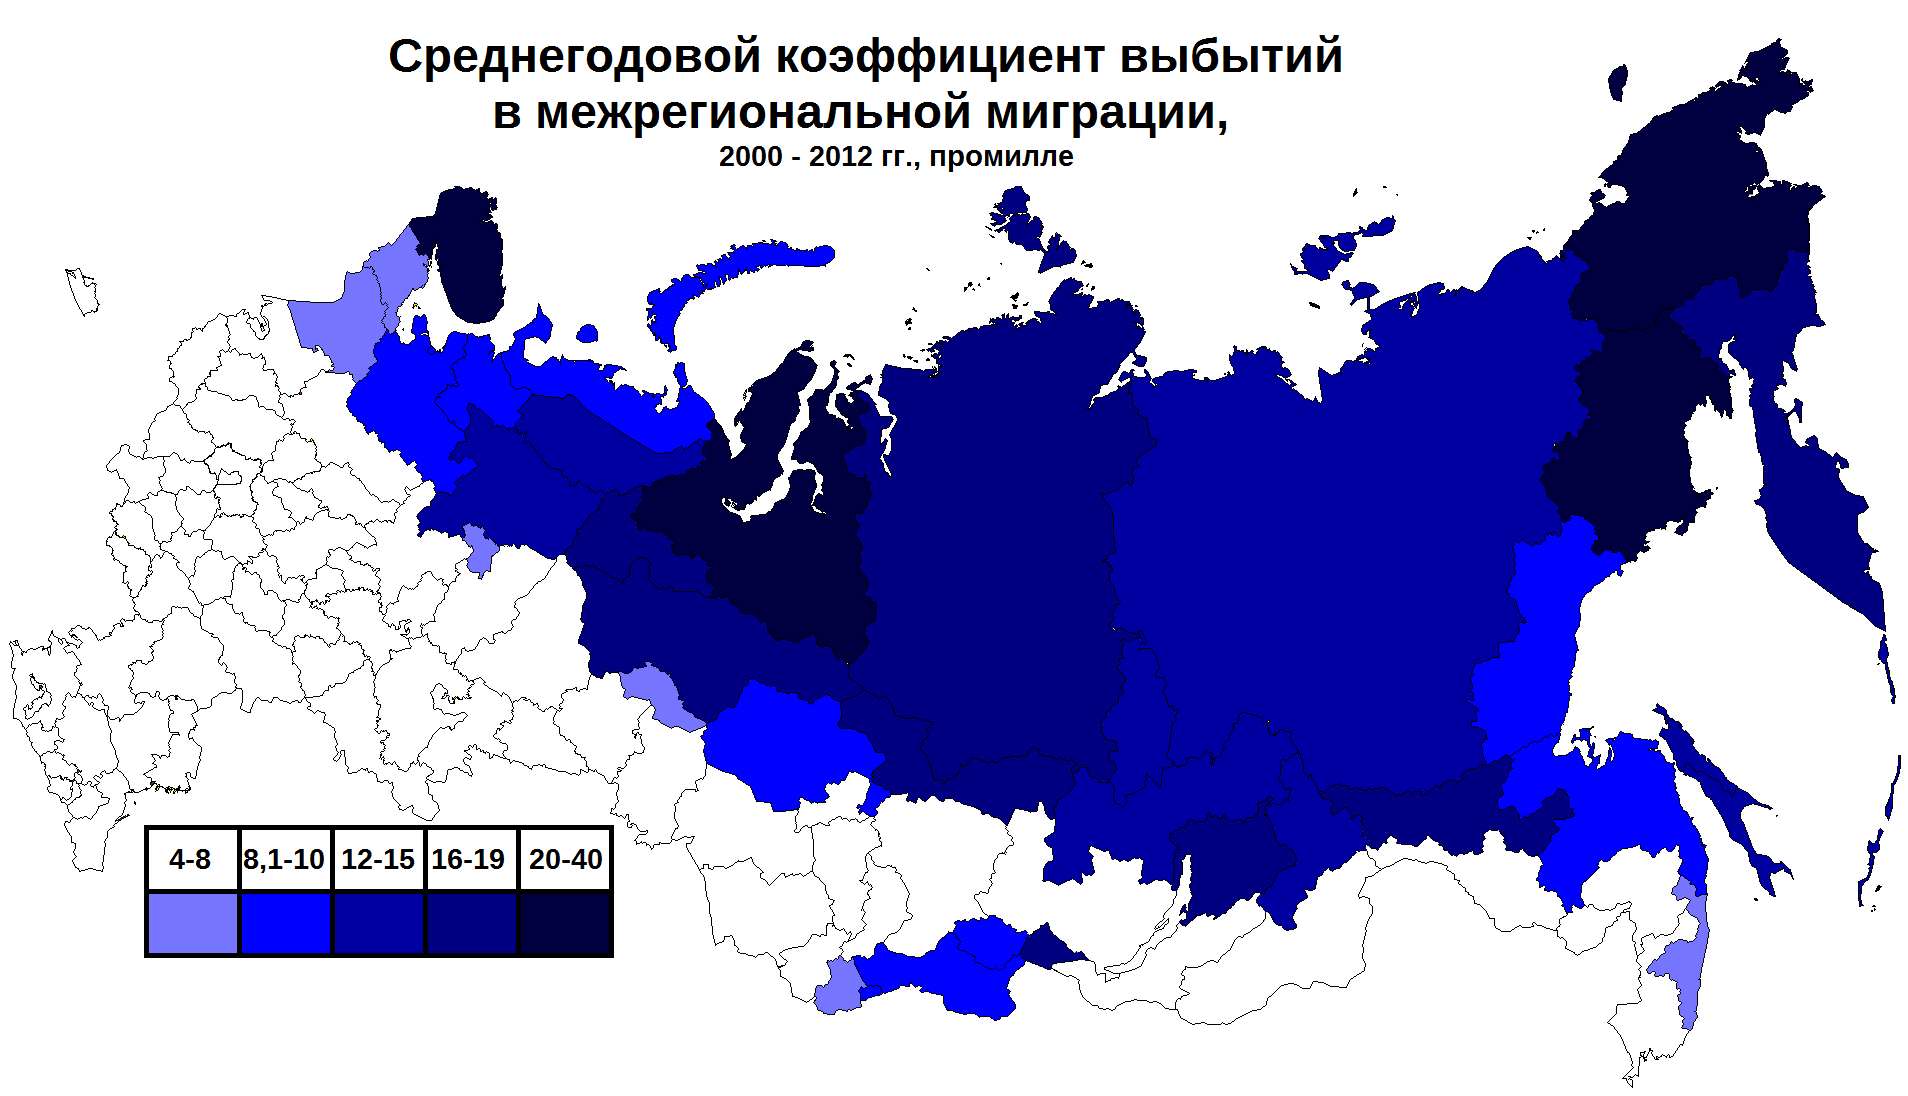 Среднегодовой коэффициент выбытий
в межрегиональной миграции,
2000 - 2012 гг., промилле
4-8 8,1-10 12-15 16-19 20-40